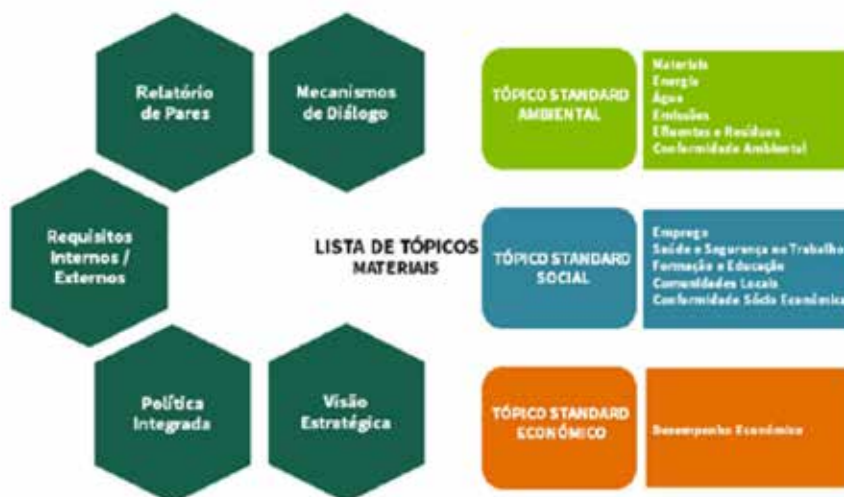 Relatório
de Pares
Mecanismos
de Diálogo
Requisitos
Internos /
Externos
Política
Integrada
Visão
Estratégica
LISTA DE TÓPICOS
MATERIAIS
TÓPICO STANDARD
AMBIENTAL
Materiais
Energia
Água
Emissões
Efluentes e Resíduos
Conformidade Ambiental
TÓPICO STANDARD
SOCIAL
Emprego
Saúde e Segurança no Trabalho
Formação e Educação
Comunidades Locais
Conformidade Sócio Económica
TÓPICO STANDARD
ECONÓMICO
Desempenho Económico